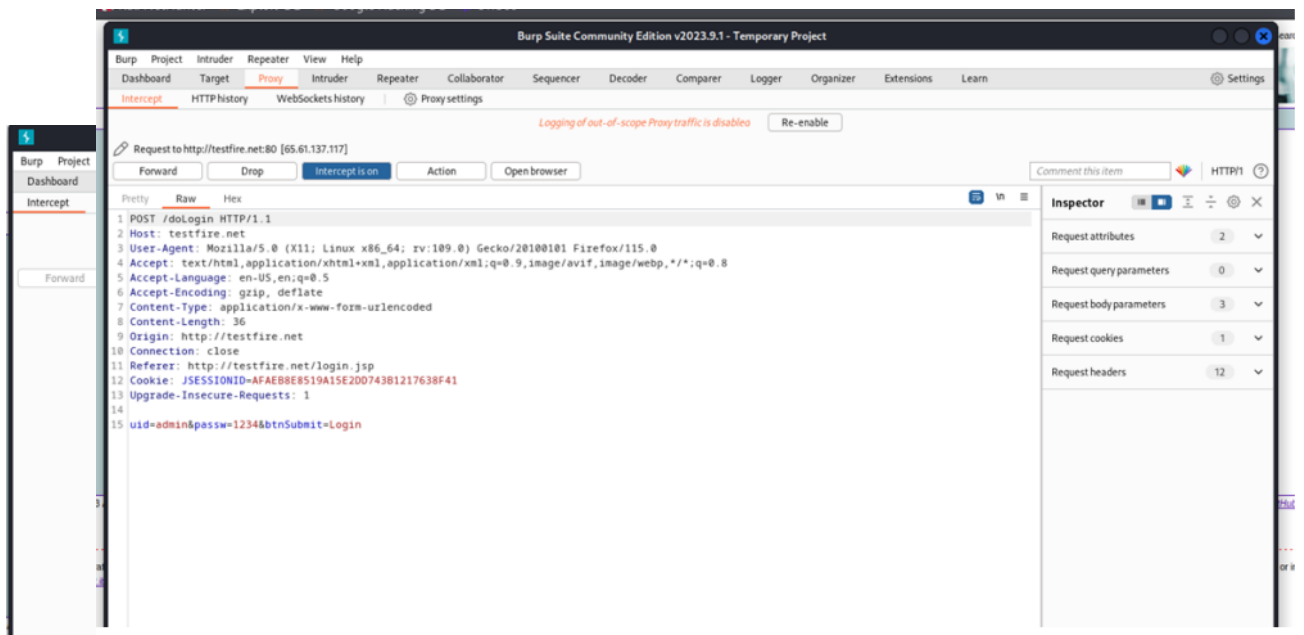 Burp Suite Community Edition v2023.9.1 - Temporary Project
Burp Project Intruder Repeater View Help
Dashboard Target Proxy Intruder Repeater Collaborator Sequencer Decoder Comparer Logger Organizer Extensions Learn Settings
Intercept HTTP history WebSockets history Proxy settings
Logging of out-of-scope Proxy traffic is disabled Re-enable
Request to http://testfire.net:80 [65.61.137.117]
Forward Drop Intercept is on Action Open browser Comment this item HTTP/1 ?
Pretty Raw Hex \n
1 POST /doLogin HTTP/1.1
2 Host: testfire.net
3 User-Agent: Mozilla/5.0 (X11; Linux x86_64; rv:109.0) Gecko/20100101 Firefox/115.0
4 Accept: text/html,application/xhtml+xml,application/xml;q=0.9,image/avif,image/webp,*/*;q=0.8
5 Accept-Language: en-US,en;q=0.5
6 Accept-Encoding: gzip, deflate
7 Content-Type: application/x-www-form-urlencoded
8 Content-Length: 36
9 Origin: http://testfire.net
10 Connection: close
11 Referer: http://testfire.net/login.jsp
12 Cookie: JSESSIONID=AFAEB8E8519A15E2DD743B1217638F41
13 Upgrade-Insecure-Requests: 1
14
15 uid=admin&passw=1234&btnSubmit=Login
Inspector
Request attributes 2
Request query parameters 0
Request body parameters 3
Request cookies 1
Request headers 12
Burp Project
Dashboard
Intercept
Forward